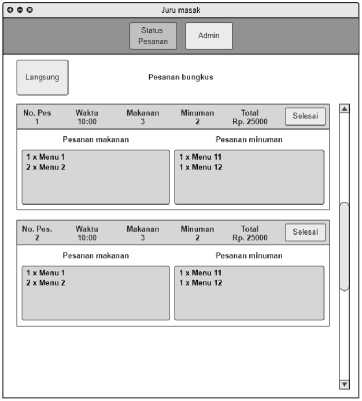 Juru masak
Status
Pesanan
Admin
Langsung
Pesanan bungkus
No. Pes Waktu Makanan Minuman Total
1 10:00 3 2 Rp. 25000
Selesai
Pesanan makanan Pesanan minuman
1 x Menu 1 1 x Menu 11
2 x Menu 2 1 x Menu 12
No. Pes. Waktu Makanan Minuman Total
2 10:00 3 2 Rp. 25000
Selesai
Pesanan makanan Pesanan minuman
1 x Menu 1 1 x Menu 11
2 x Menu 2 1 x Menu 12